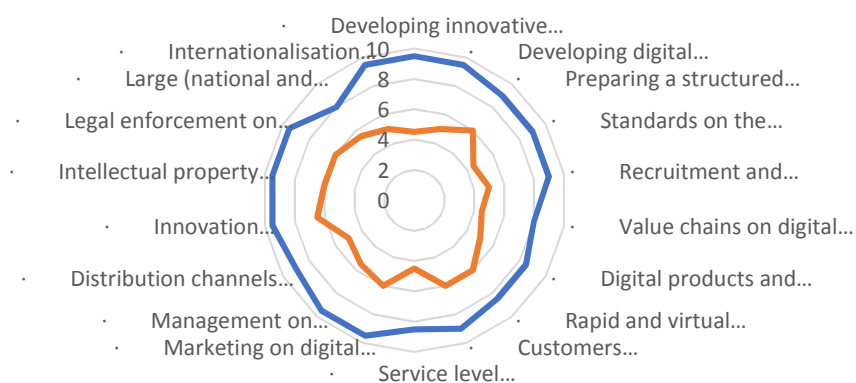 · Developing innovative…
· Internationalisation…
10
· Developing digital…
· Large (national and…
8
· Preparing a structured…
· Legal enforcement on…
6
· Standards on the…
4
· Intellectual property…
2
· Recruitment and…
0
· Innovation…
· Value chains on digital…
· Distribution channels…
· Digital products and…
· Management on…
· Rapid and virtual…
· Marketing on digital…
· Customers…
· Service level…